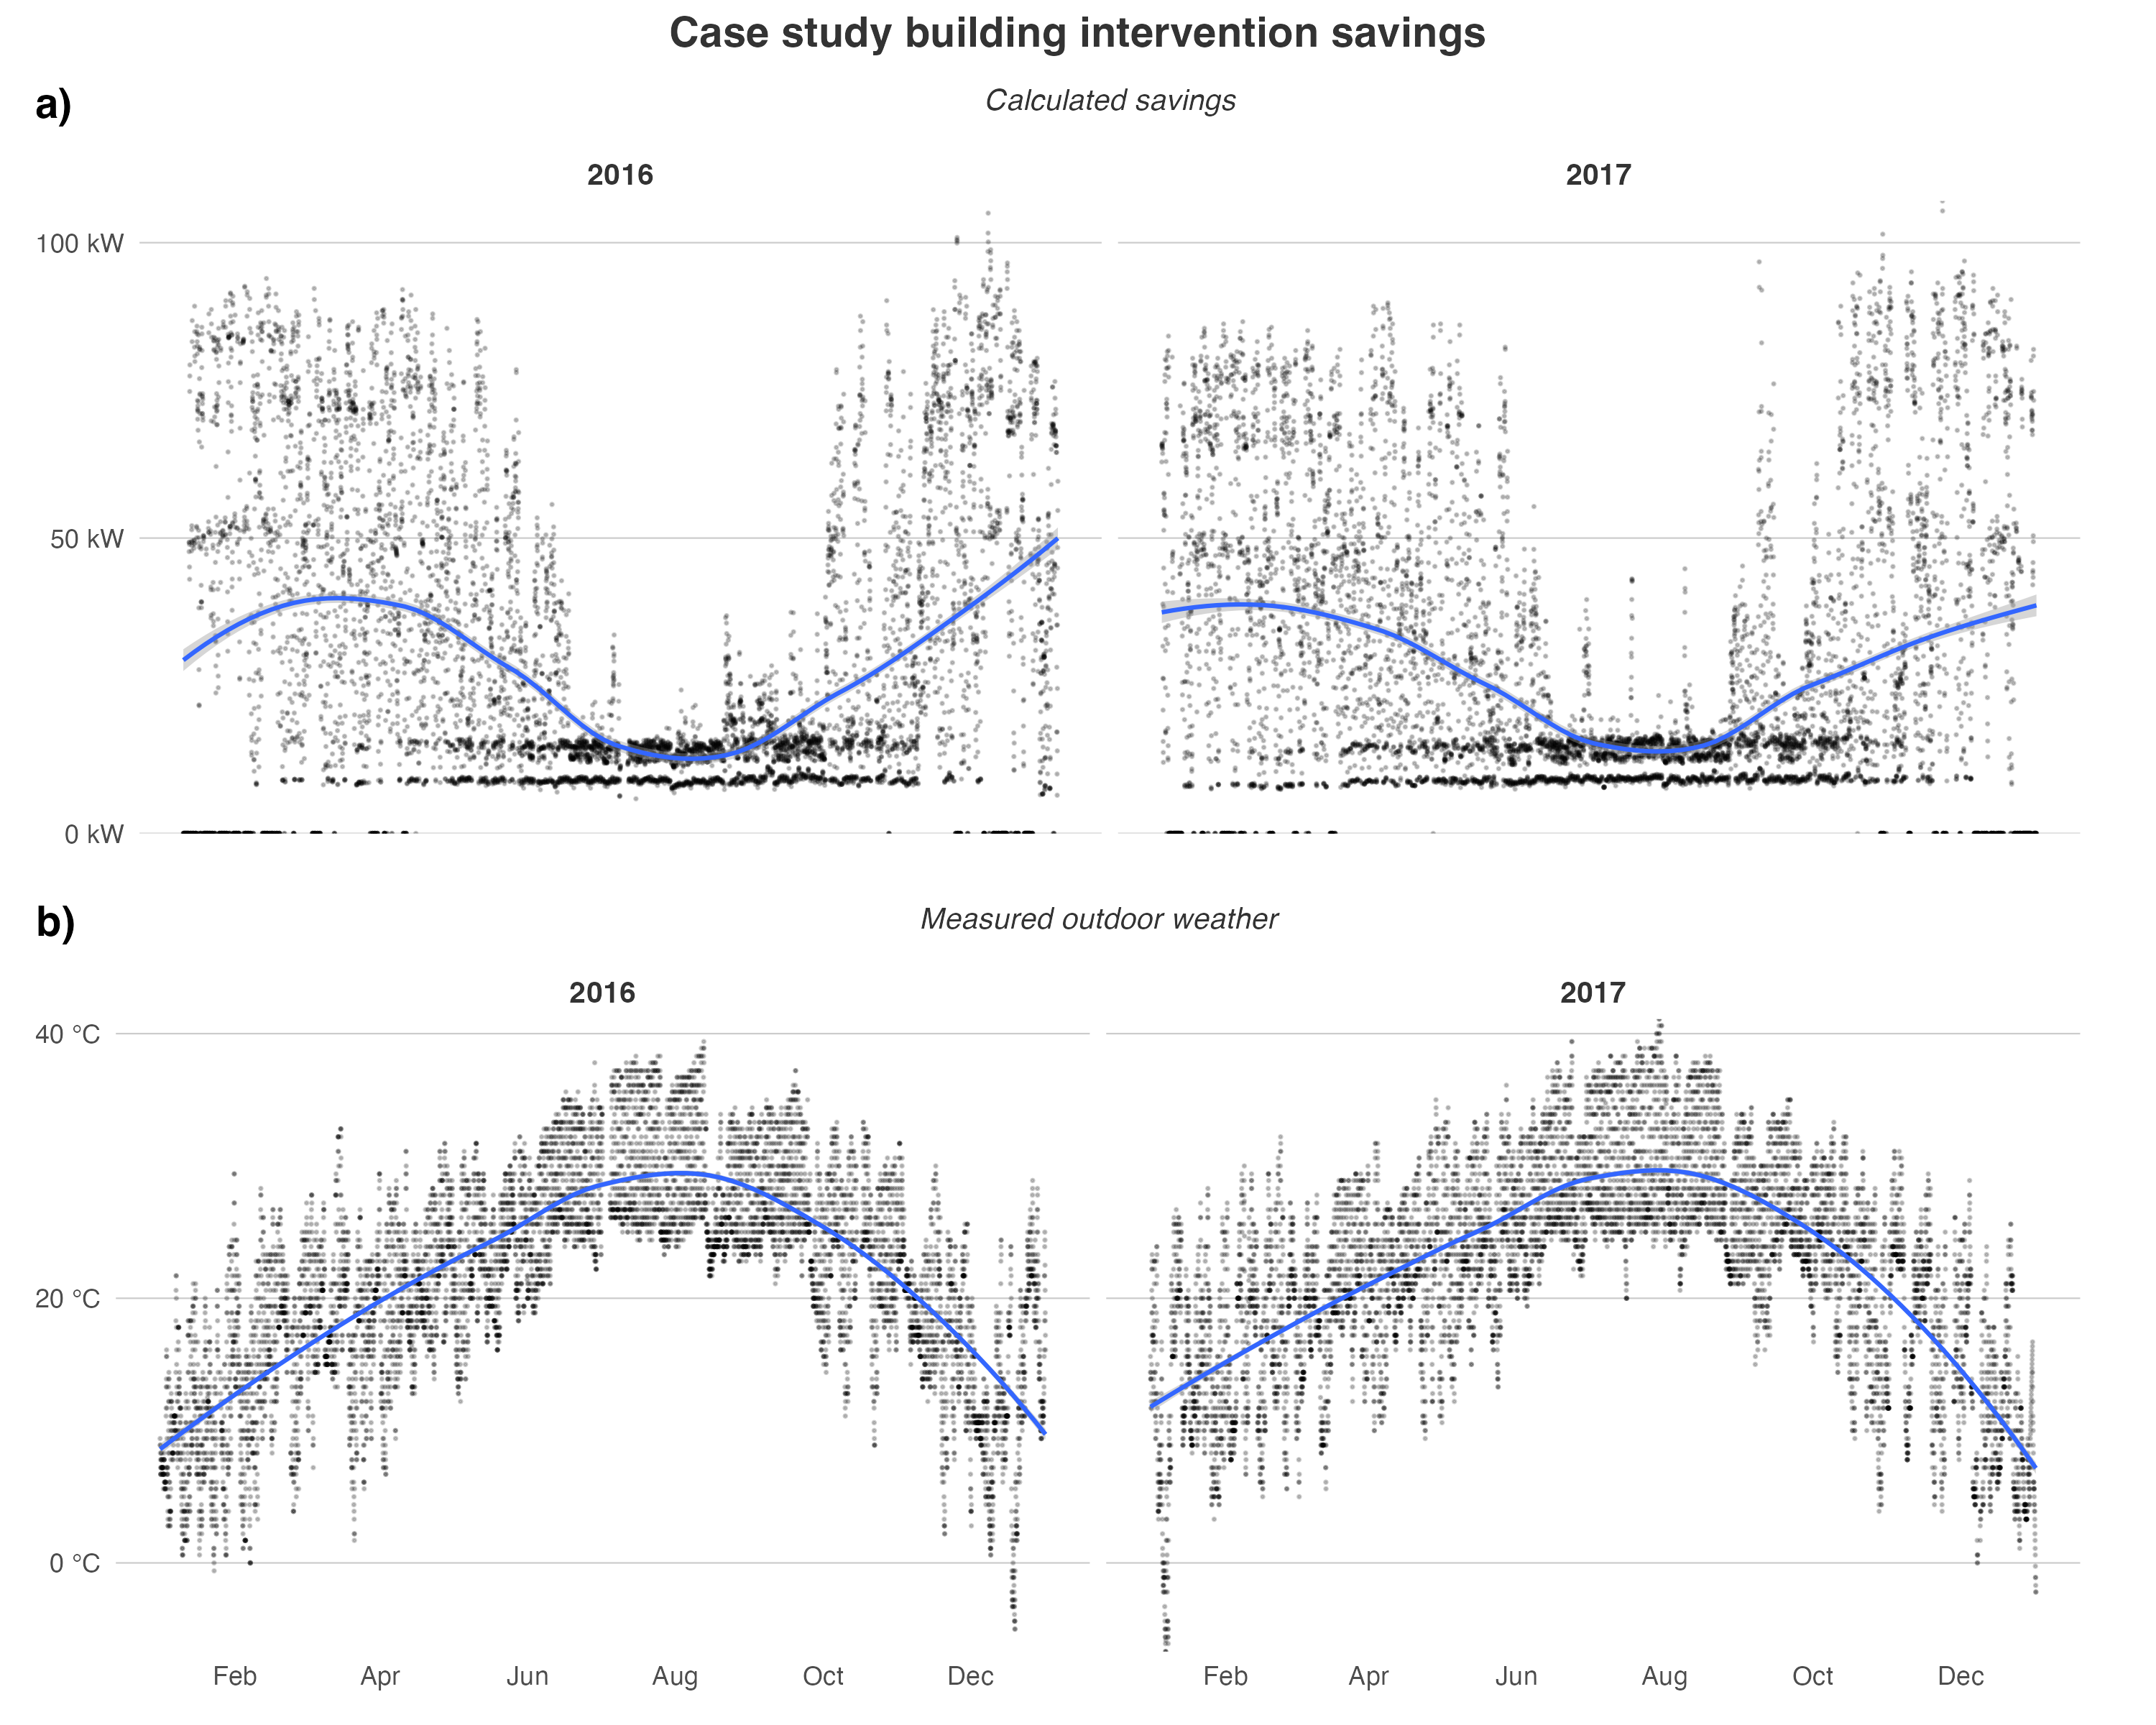 Case study building intervention savings
a)
Calculated savings
2016 2017
100 kW
50 kW
0 kW
b)
Measured outdoor weather
2016 2017
40 °C
20 °C
0 °C
Feb Apr Jun Aug Oct Dec Feb Apr Jun Aug Oct Dec